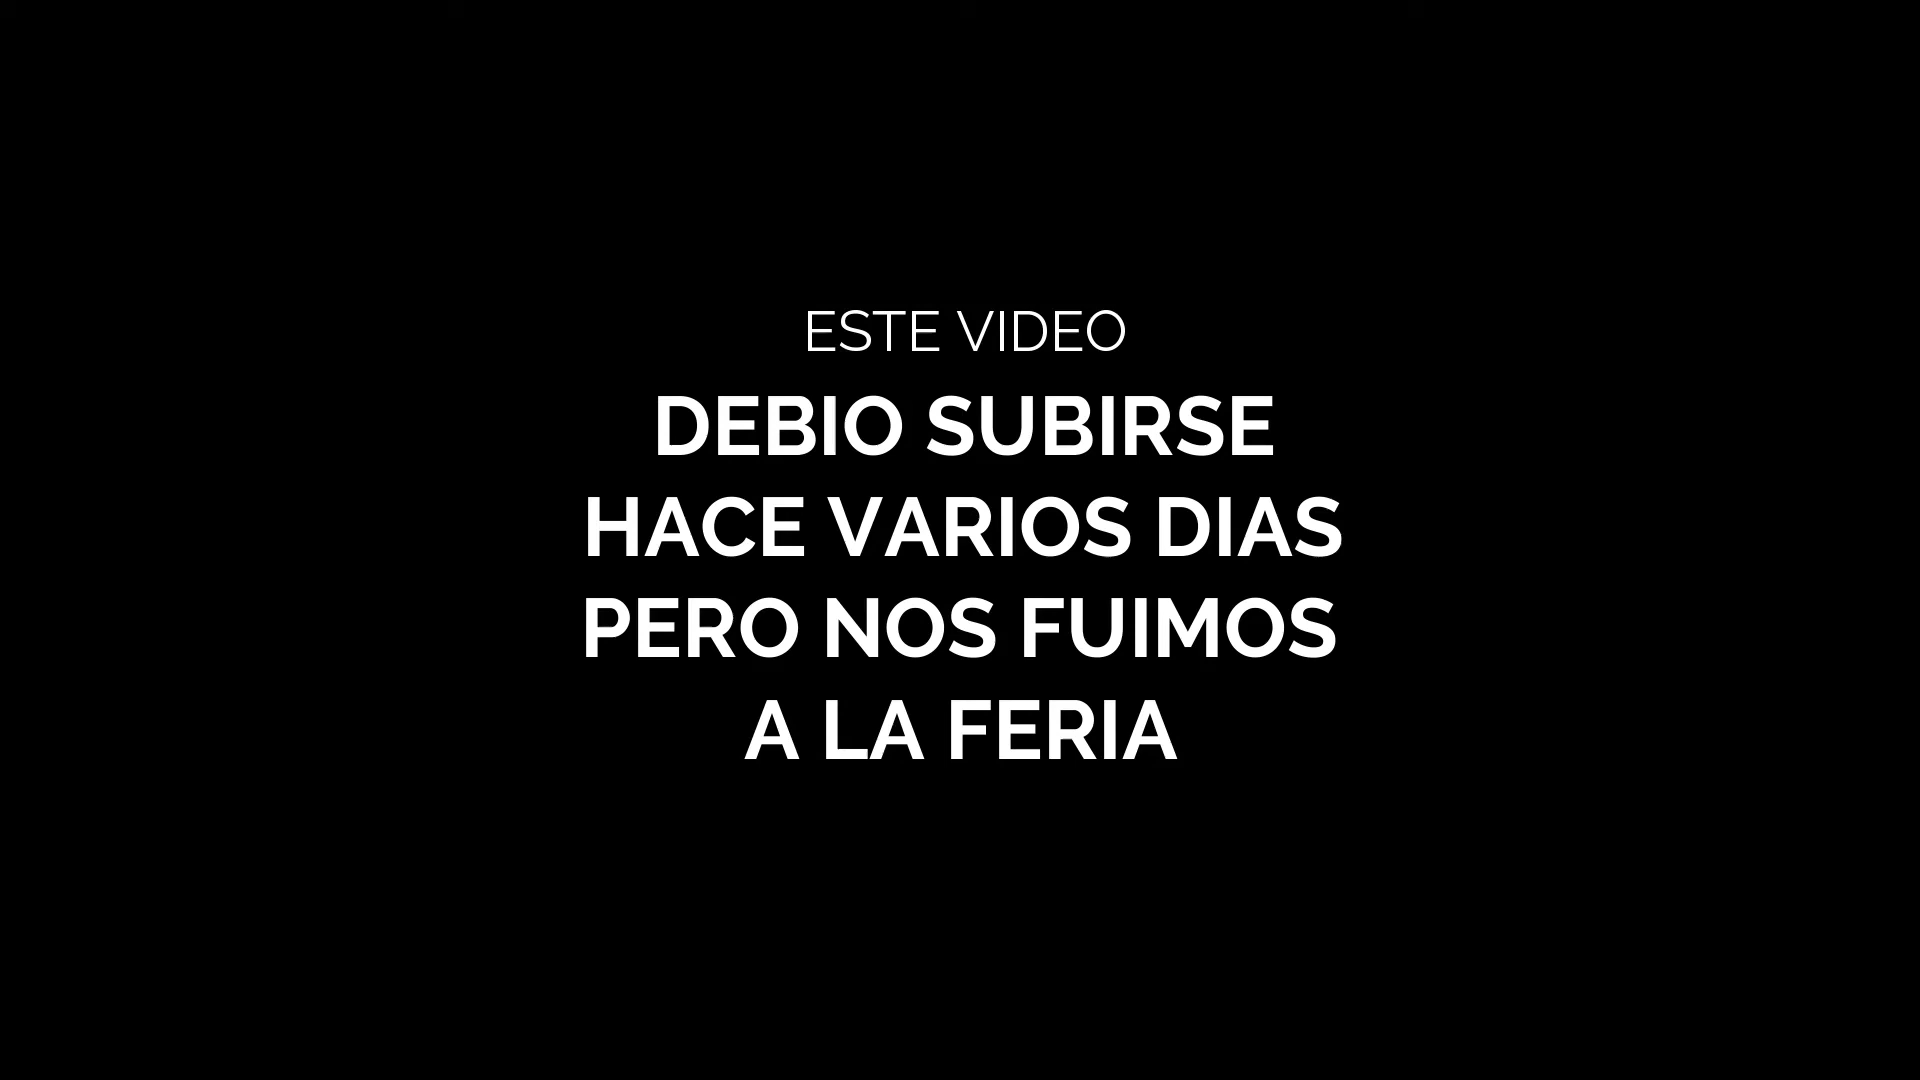 ESTE VIDEO
DEBIO SUBIRSE
HACE VARIOS DIAS
PERO NOS FUIMOS
A LA FERIA